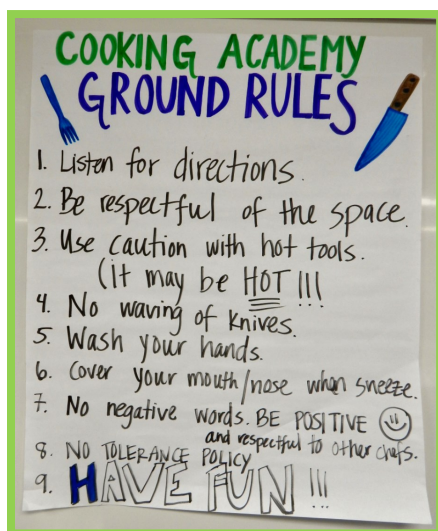 COOKING ACADEMY
GROUND RULES
1. Listen for directions.
2. Be respectful of the space.
3. Use caution with hot tools.
(it may be HOT!!!
4. No waving of knives.
5. Wash your hands.
6. Cover your mouth/nose when sneeze.
7. No negative words. BE POSITIVE
and respectful to other chefs.
8. NO TOLERANCE POLICY
9. HAVE FUN!!!